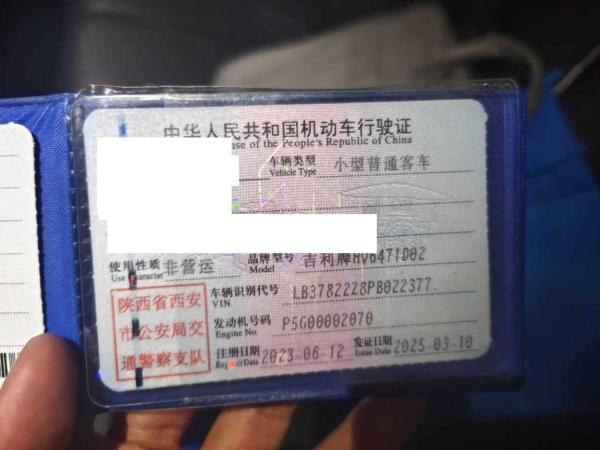 中华人民共和国机动车行驶证
nse of the People's Republic of China
车辆类型 小型普通客车
Vehicle Type
使用性质 非营运 品牌型号 吉利牌MV6471D02
Use Character Model
陕西省西安
市公安局交
通警察支队
车辆识别代号 LB3782228PB022377
VIN
发动机号码 P5G00002070
Engine No.
注册日期 2023-06-12 发证日期 2025-03-10
Register Date Issue Date